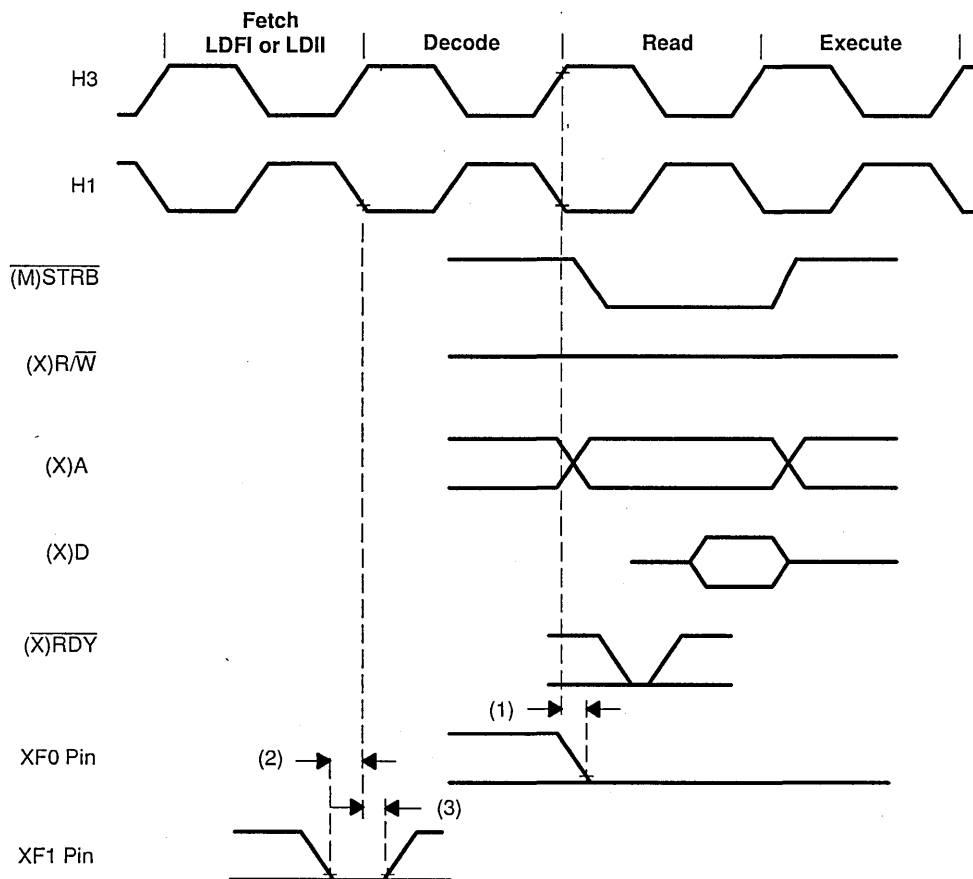 Fetch
LDFI or LDII
Decode
Read
Execute
H3
H1
(M)STRB
(X)R/W
(X)A
(X)D
(X)RDY
(1)
XF0 Pin
(2)
(3)
XF1 Pin